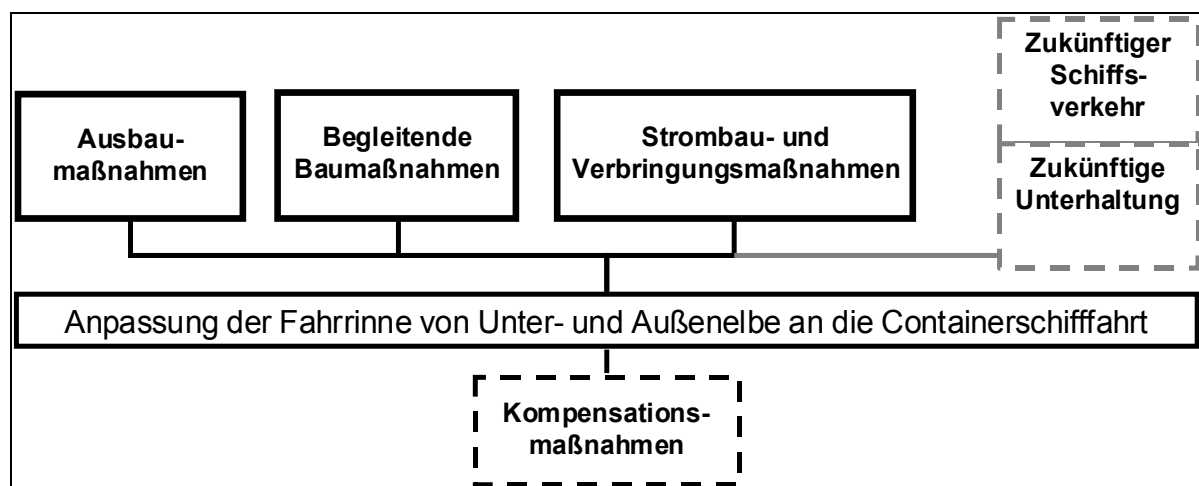 Ausbau-
maßnahmen
Begleitende
Baumaßnahmen
Strombau- und
Verbringungsmaßnahmen
Zukünftiger
Schiffs-
verkehr
Zukünftige
Unterhaltung
Anpassung der Fahrrinne von Unter- und Außenelbe an die Containerschifffahrt
Kompensations-
maßnahmen